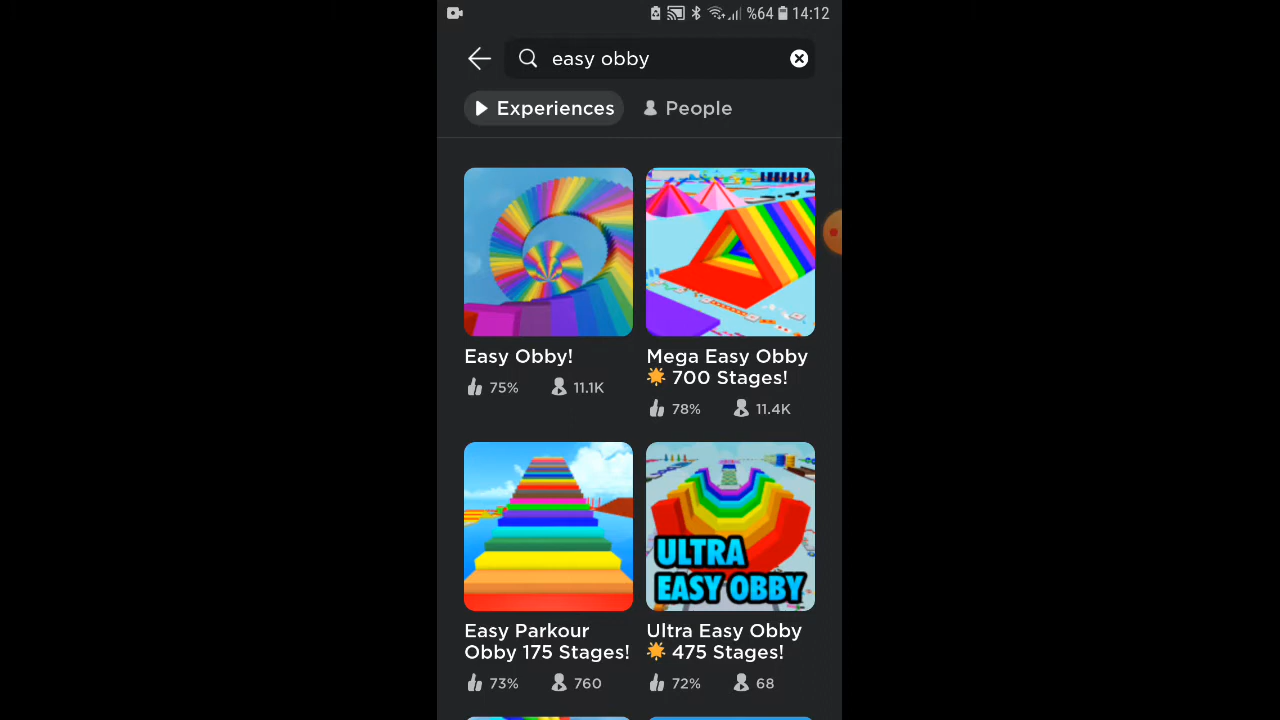 %64 14:12
easy obby
Experiences People
Easy Obby!
75% 11.1K
Mega Easy Obby
🌟 700 Stages!
78% 11.4K
Easy Parkour
Obby 175 Stages!
73% 760
ULTRA
EASY OBBY
Ultra Easy Obby
🌟 475 Stages!
72% 68